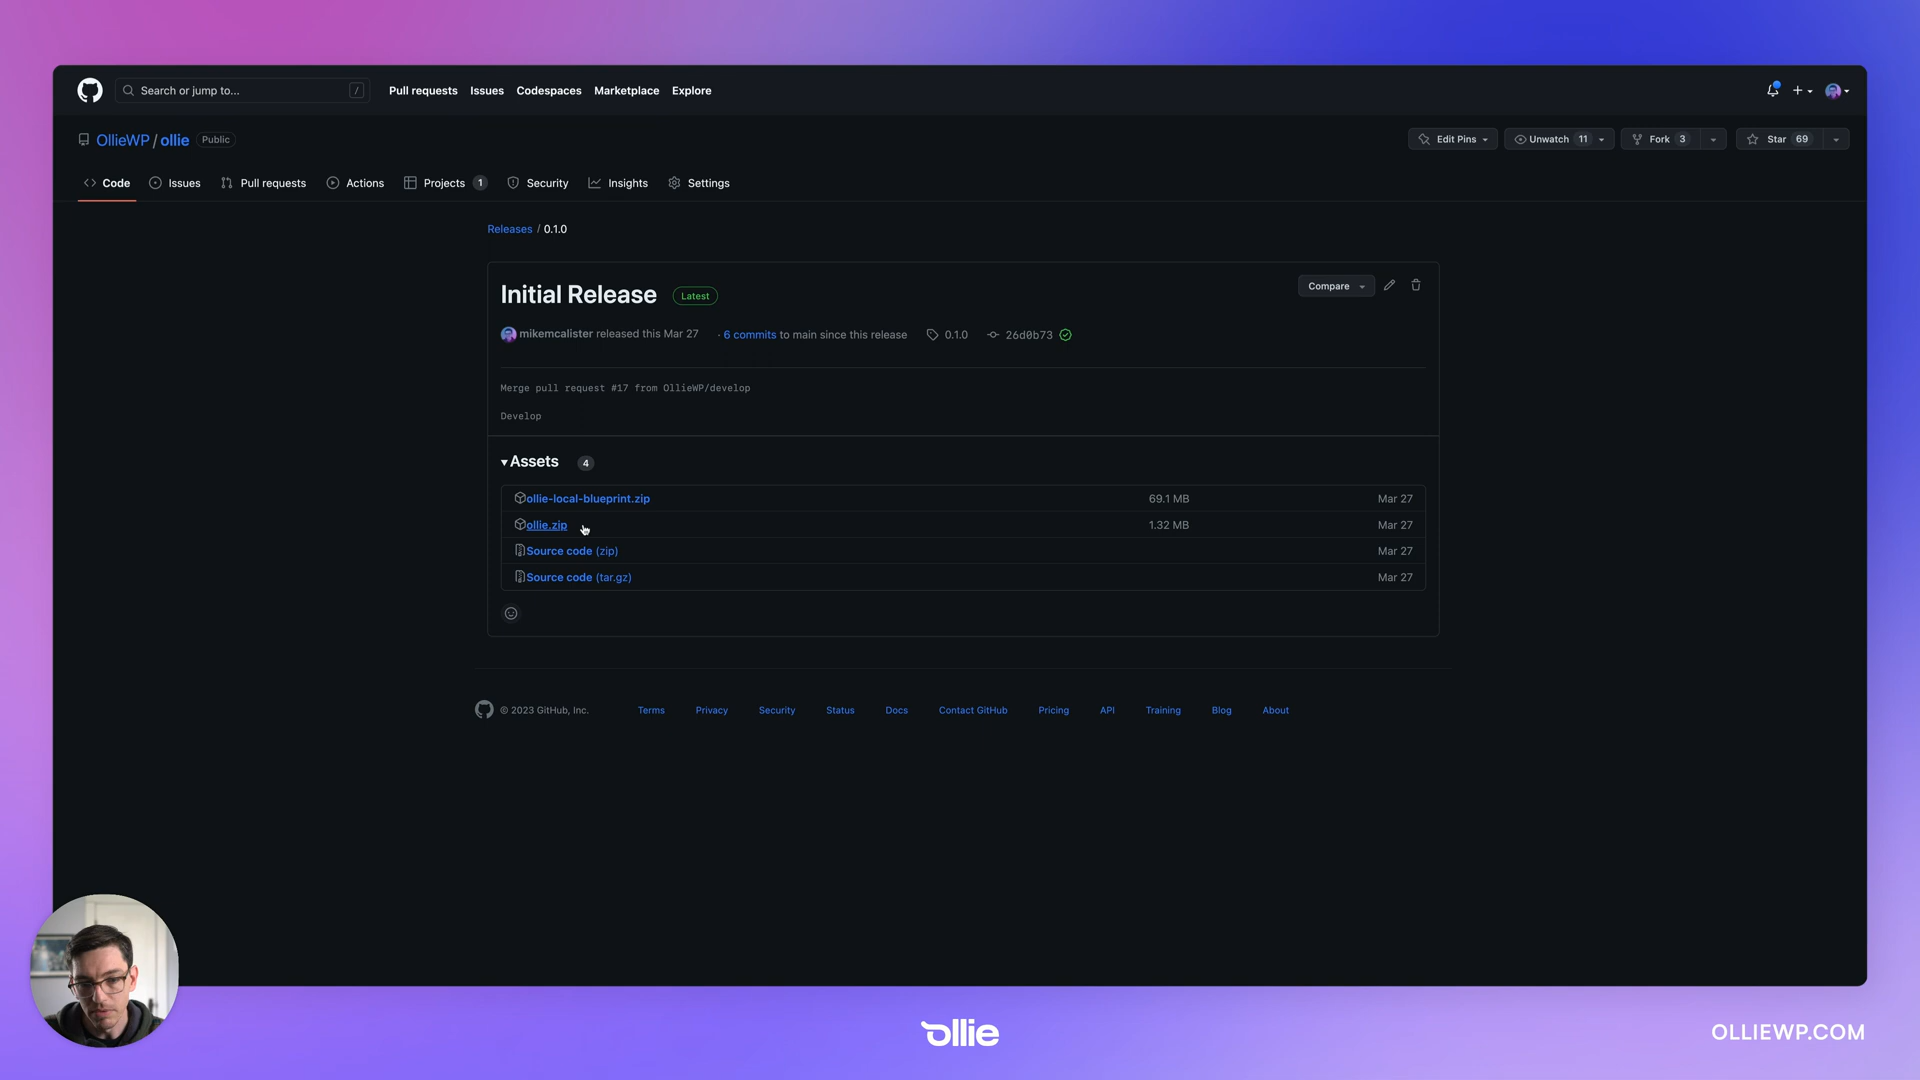 Search or jump to... /
Pull requests Issues Codespaces Marketplace Explore
OllieWP / ollie Public
Edit Pins Unwatch 11 Fork 3 Star 69
Code Issues Pull requests Actions Projects 1 Security Insights Settings
Releases / 0.1.0
Initial Release Latest
Compare
mikemcalister released this Mar 27 · 6 commits to main since this release 0.1.0 26d0b73
Merge pull request #17 from OllieWP/develop
Develop
Assets 4
ollie-local-blueprint.zip 69.1 MB Mar 27
ollie.zip 1.32 MB Mar 27
Source code (zip) Mar 27
Source code (tar.gz) Mar 27
© 2023 GitHub, Inc. Terms Privacy Security Status Docs Contact GitHub Pricing API Training Blog About
ollie
OLLIEWP.COM